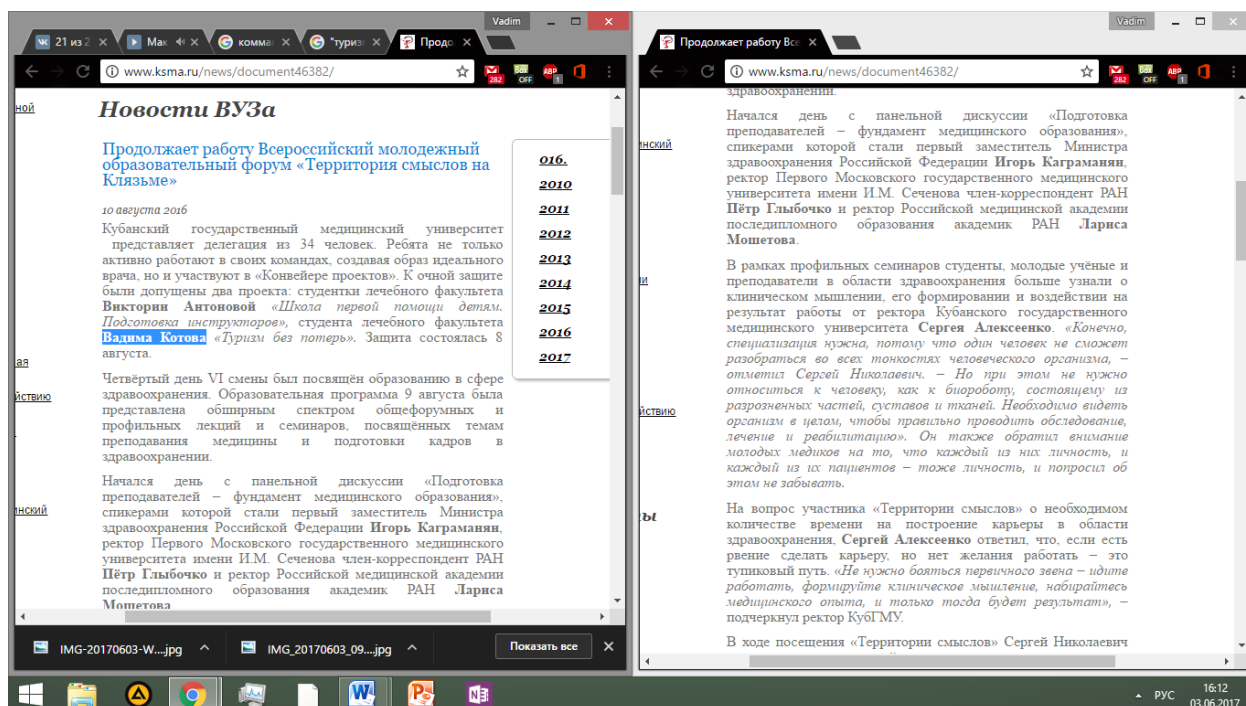 Vadim
21 из 2
Мак
комма
"туриз
Продо
www.ksma.ru/news/document46382/
282
OFF
ABP
1
ной
Новости ВУЗа
Продолжает работу Всероссийский молодежный
образовательный форум «Территория смыслов на
Клязьме»
10 августа 2016
Кубанский государственный медицинский университет
представляет делегация из 34 человек. Ребята не только
активно работают в своих командах, создавая образ идеального
врача, но и участвуют в «Конвейере проектов». К очной защите
были допущены два проекта: студентки лечебного факультета
Виктории Антоновой «Школа первой помощи детям.
Подготовка инструкторов», студента лечебного факультета
Вадима Котова «Туризм без потерь». Защита состоялась 8
августа.
ая
Четвёртый день VI смены был посвящён образованию в сфере
здравоохранения. Образовательная программа 9 августа была
йствию
представлена обширным спектром общефорумных и
профильных лекций и семинаров, посвящённых темам
преподавания медицины и подготовки кадров в
здравоохранении.
Начался день с панельной дискуссии «Подготовка
преподавателей – фундамент медицинского образования»,
инский
спикерами которой стали первый заместитель Министра
здравоохранения Российской Федерации Игорь Каграманян,
ректор Первого Московского государственного медицинского
университета имени И.М. Сеченова член-корреспондент РАН
Пётр Глыбочко и ректор Российской медицинской академии
последипломного образования академик РАН Лариса
Мошетова
016.
2010
2011
2012
2013
2014
2015
2016
2017
IMG-20170603-W....jpg
IMG_20170603_09....jpg
Показать все
Vadim
Продолжает работу Все
www.ksma.ru/news/document46382/
282
OFF
ABP
1
здравоохранении.
Начался день с панельной дискуссии «Подготовка
преподавателей – фундамент медицинского образования»,
инский
спикерами которой стали первый заместитель Министра
здравоохранения Российской Федерации Игорь Каграманян,
ректор Первого Московского государственного медицинского
университета имени И.М. Сеченова член-корреспондент РАН
Пётр Глыбочко и ректор Российской медицинской академии
последипломного образования академик РАН Лариса
Мошетова.
В рамках профильных семинаров студенты, молодые учёные и
преподаватели в области здравоохранения больше узнали о
ии
клиническом мышлении, его формировании и воздействии на
результат работы от ректора Кубанского государственного
медицинского университета Сергея Алексеенко. «Конечно,
специализация нужна, потому что один человек не сможет
разобраться во всех тонкостях человеческого организма, –
отметил Сергей Николаевич. – Но при этом не нужно
относиться к человеку, как к биороботу, состоящему из
разрозненных частей, суставов и тканей. Необходимо видеть
йствию
организм в целом, чтобы правильно проводить обследование,
лечение и реабилитацию». Он также обратил внимание
молодых медиков на то, что каждый из них личность, и
каждый из их пациентов – тоже личность, и попросил об
этом не забывать.
ы
На вопрос участника «Территории смыслов» о необходимом
количестве времени на построение карьеры в области
здравоохранения, Сергей Алексеенко ответил, что, если есть
рвение сделать карьеру, но нет желания работать – это
тупиковый путь. «Не нужно бояться первичного звена – идите
работать, формируйте клиническое мышление, набирайтесь
медицинского опыта, и только тогда будет результат», –
подчеркнул ректор КубГМУ.
В ходе посещения «Территории смыслов» Сергей Николаевич
РУС
16:12
03.06.2017